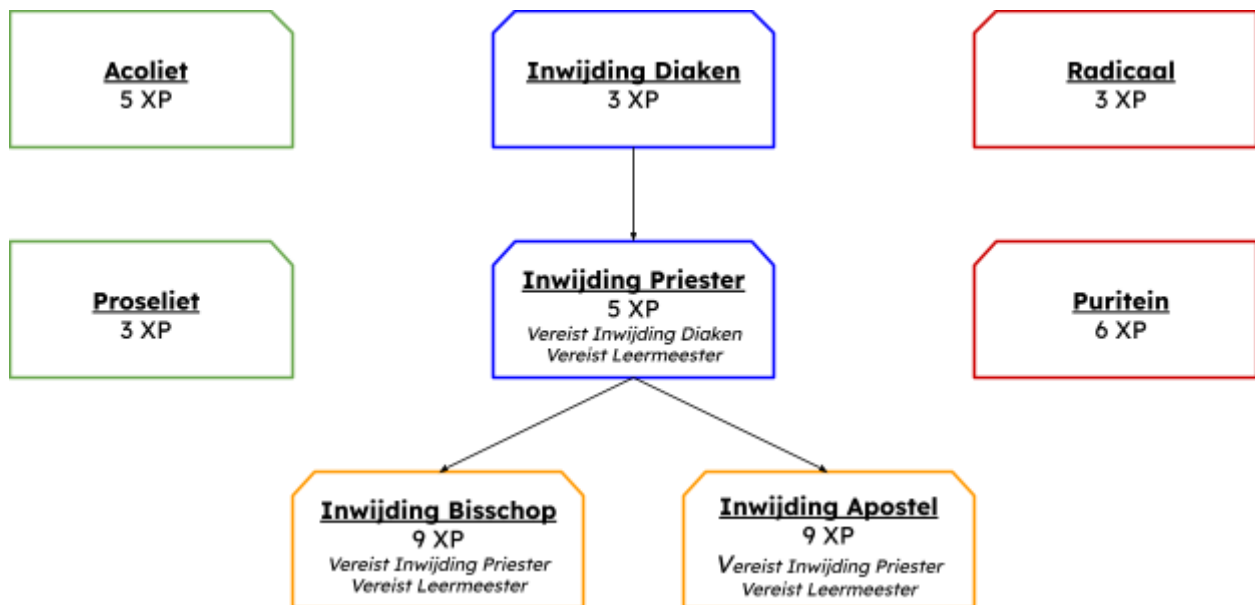 Acoliet
5 XP
Inwijding Diaken
3 XP
Radicaal
3 XP
Proseliet
3 XP
Inwijding Priester
5 XP
Vereist Inwijding Diaken
Vereist Leermeester
Puritein
6 XP
Inwijding Bisschop
9 XP
Vereist Inwijding Priester
Vereist Leermeester
Inwijding Apostel
9 XP
Vereist Inwijding Priester
Vereist Leermeester